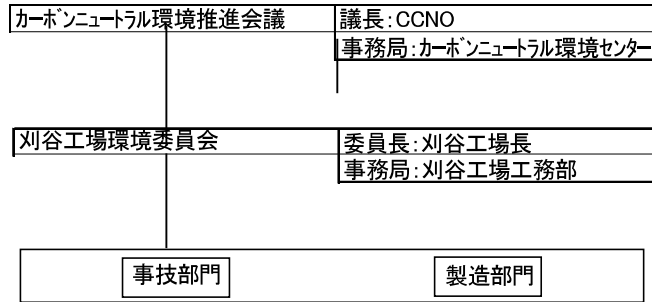 カーボンニュートラル環境推進会議 議長:CCNO
事務局:カーボンニュートラル環境センター
刈谷工場環境委員会 委員長:刈谷工場長
事務局:刈谷工場工務部
事技部門 製造部門